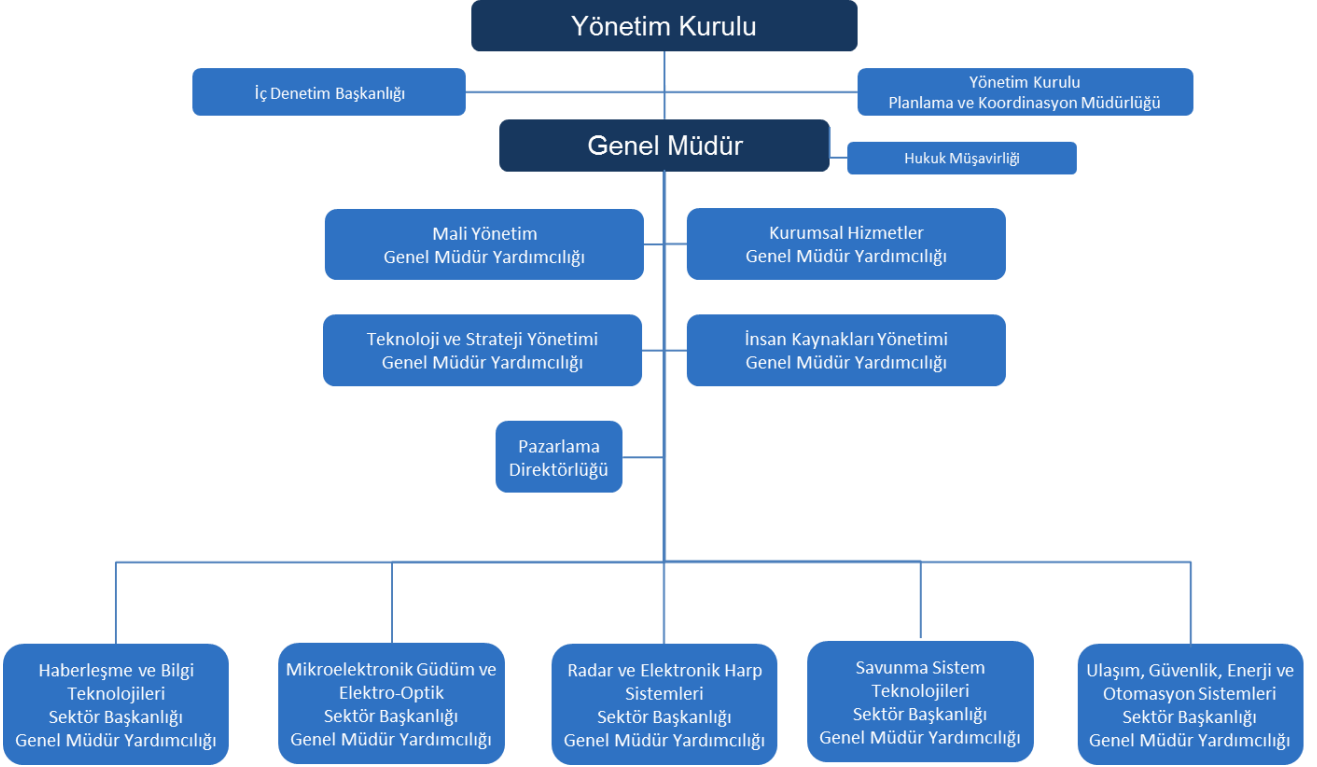 Yönetim Kurulu
İç Denetim Başkanlığı
Yönetim Kurulu
Planlama ve Koordinasyon Müdürlüğü
Genel Müdür
Hukuk Müşavirliği
Mali Yönetim
Genel Müdür Yardımcılığı
Kurumsal Hizmetler
Genel Müdür Yardımcılığı
Teknoloji ve Strateji Yönetimi
Genel Müdür Yardımcılığı
İnsan Kaynakları Yönetimi
Genel Müdür Yardımcılığı
Pazarlama
Direktörlüğü
Haberleşme ve Bilgi
Teknolojileri
Sektör Başkanlığı
Genel Müdür Yardımcılığı
Mikroelektronik Güdüm ve
Elektro-Optik
Sektör Başkanlığı
Genel Müdür Yardımcılığı
Radar ve Elektronik Harp
Sistemleri
Sektör Başkanlığı
Genel Müdür Yardımcılığı
Savunma Sistem
Teknolojileri
Sektör Başkanlığı
Genel Müdür Yardımcılığı
Ulaşım, Güvenlik, Enerji ve
Otomasyon Sistemleri
Sektör Başkanlığı
Genel Müdür Yardımcılığı